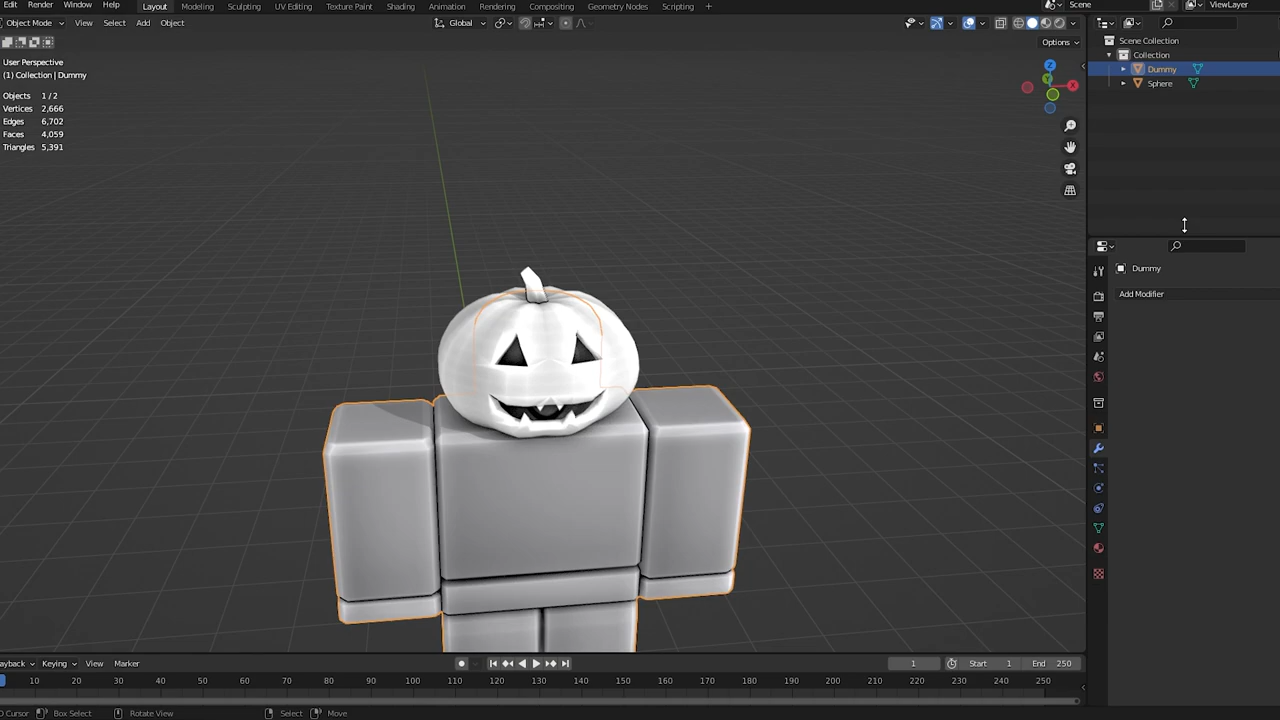 Edit Render Window Help Layout Modeling Sculpting UV Editing Texture Paint Shading Animation Rendering Compositing Geometry Nodes Scripting + Scene ViewLayer
Object Mode View Select Add Object Global
Options
User Perspective
(1) Collection | Dummy
Objects 1 / 2
Vertices 2,666
Edges 6,702
Faces 4,059
Triangles 5,391
Z
Y
X
Scene Collection
Collection
Dummy
Sphere
Dummy
Add Modifier
layback Keying View Marker 1 Start 1 End 250
10 20 30 40 50 60 70 80 90 100 110 120 130 140 150 160 170 180 190 200 210 220 230 240 250
D Cursor Box Select Rotate View Select Move